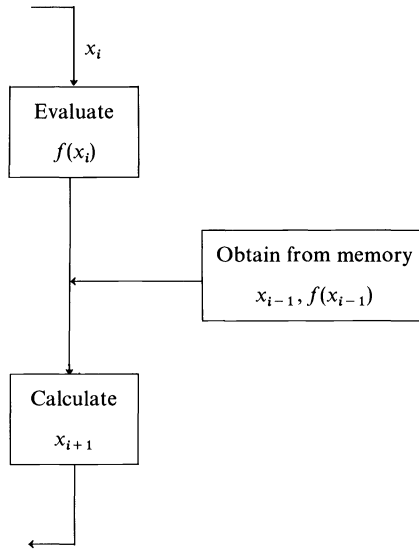 x_i
Evaluate
f(x_i)
Obtain from memory
x_{i-1}, f(x_{i-1})
Calculate
x_{i+1}